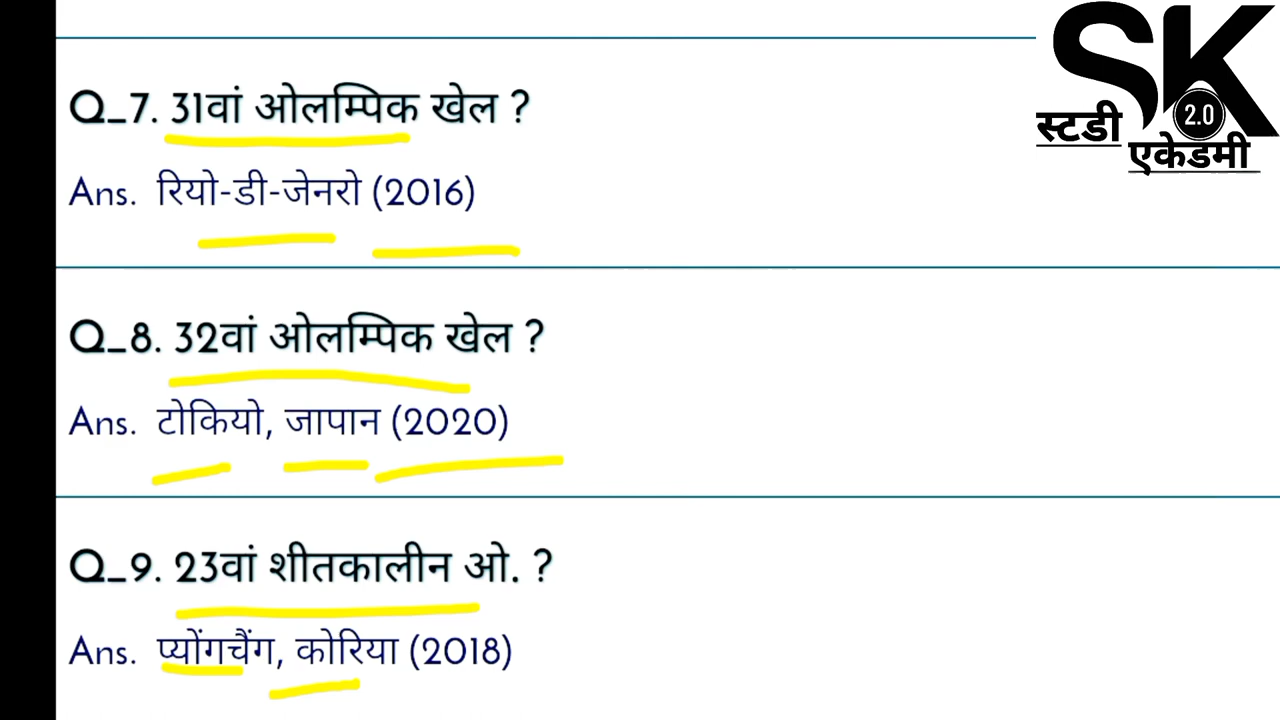 SK
2.0
स्टडी
एकेडमी
Q_7. 31वां ओलम्पिक खेल ?
Ans. रियो-डी-जेनरो (2016)
Q_8. 32वां ओलम्पिक खेल ?
Ans. टोकियो, जापान (2020)
Q_9. 23वां शीतकालीन ओ. ?
Ans. प्योंगचैंग, कोरिया (2018)